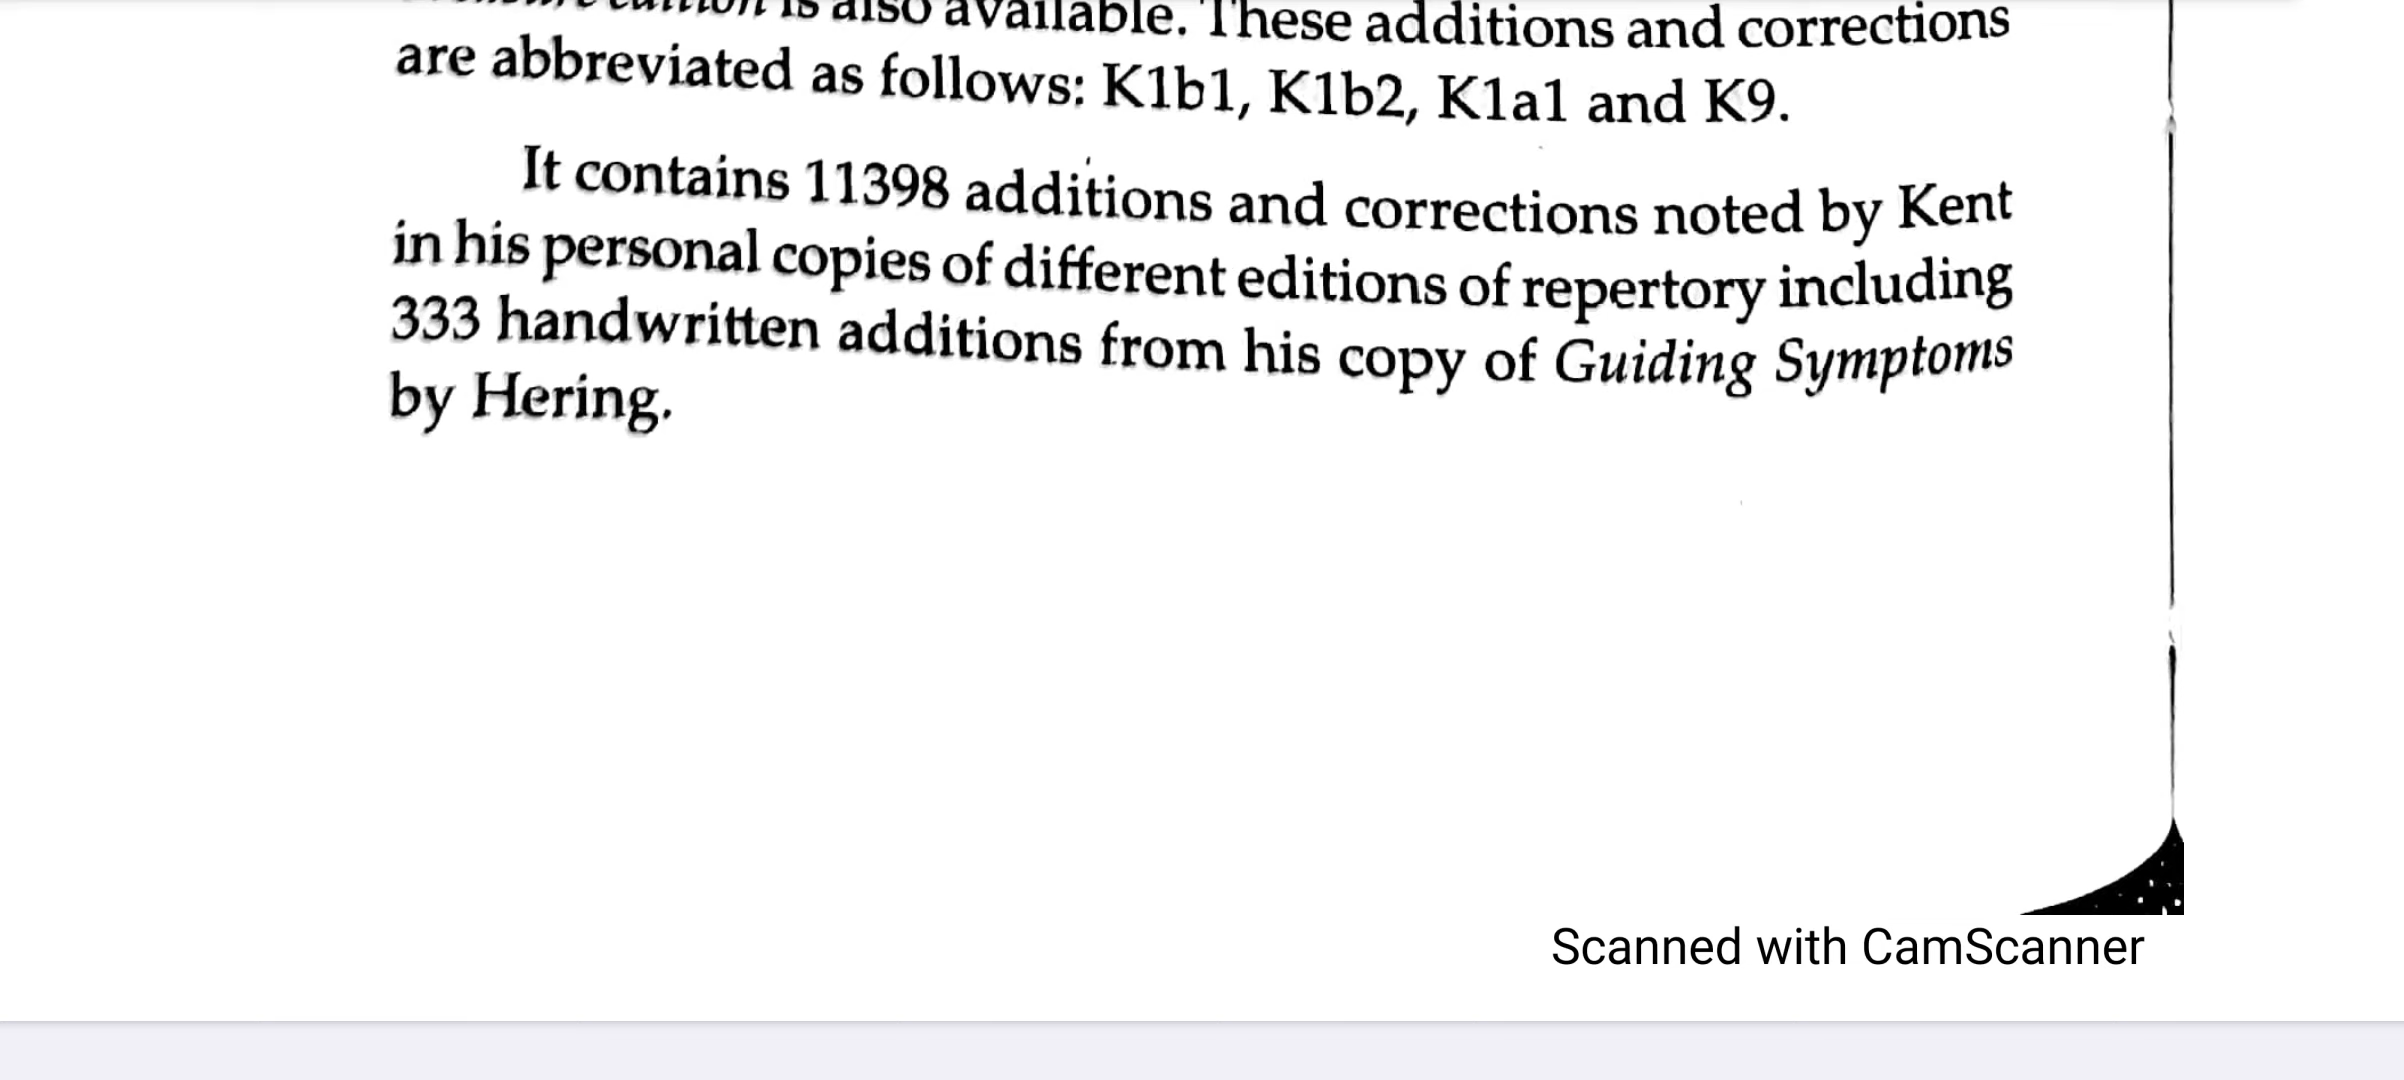 is also available. These additions and corrections
are abbreviated as follows: K1b1, K1b2, K1a1 and K9.
It contains 11398 additions and corrections noted by Kent
in his personal copies of different editions of repertory including
333 handwritten additions from his copy of Guiding Symptoms
by Hering.
Scanned with CamScanner